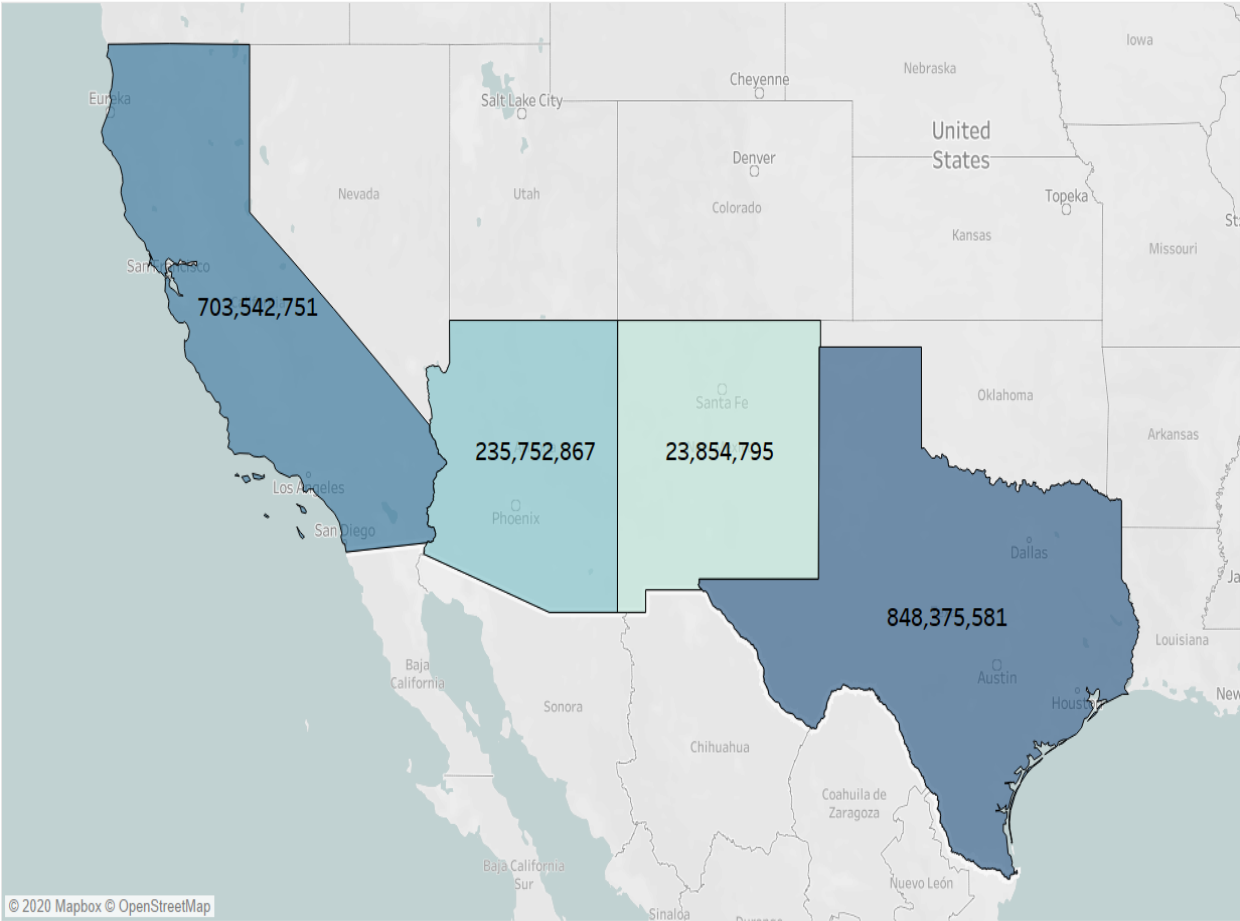 Iowa
Nebraska
Cheyenne
Salt Lake City
Eureka
United
States
Denver
Nevada
Utah
Colorado
Topeka
Kansas
Missouri
San Francisco
703,542,751
Oklahoma
Santa Fe
Arkansas
235,752,867
23,854,795
Los Angeles
Phoenix
San Diego
Dallas
848,375,581
Louisiana
Baja
California
Austin
Houston
Sonora
Chihuahua
Coahuila de
Zaragoza
Baja California
Sur
Nuevo León
© 2020 Mapbox © OpenStreetMap
Sinaloa